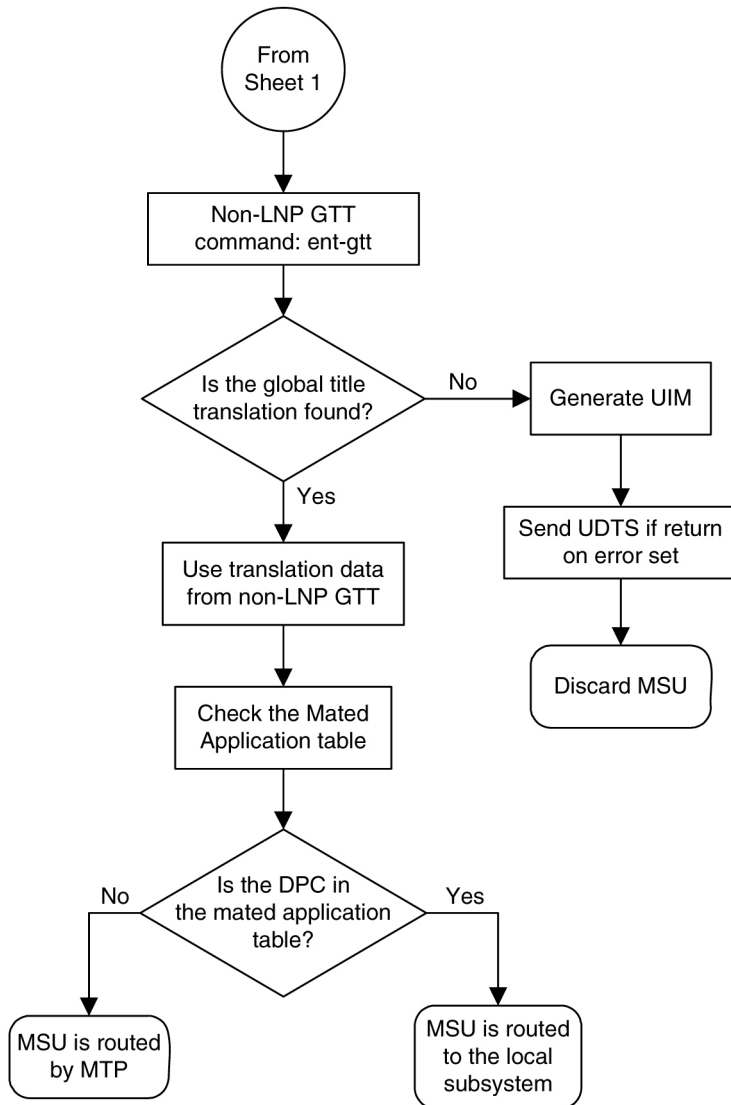 From
Sheet 1
Non-LNP GTT
command: ent-gtt
Is the global title
translation found?
No
Generate UIM
Yes
Send UDTS if return
on error set
Use translation data
from non-LNP GTT
Discard MSU
Check the Mated
Application table
Is the DPC in
the mated application
table?
No
Yes
MSU is routed
by MTP
MSU is routed
to the local
subsystem